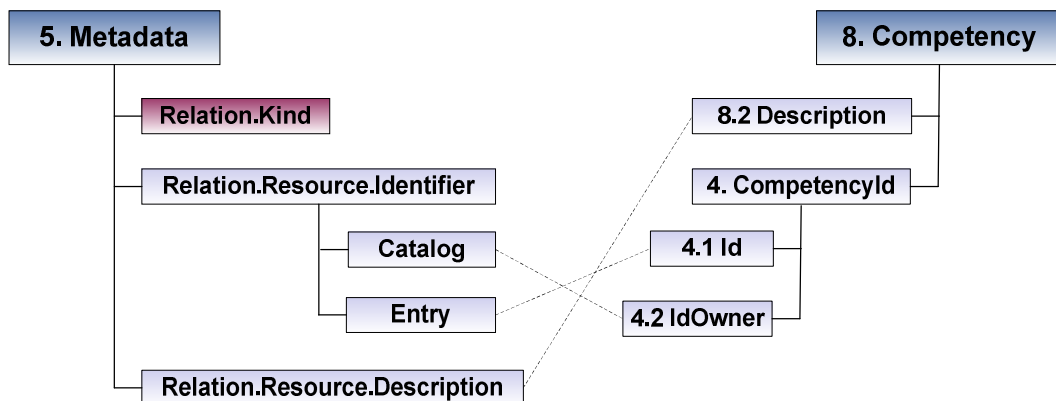 5. Metadata
Relation.Kind
Relation.Resource.Identifier
Catalog
Entry
Relation.Resource.Description
8. Competency
8.2 Description
4. CompetencyId
4.1 Id
4.2 IdOwner